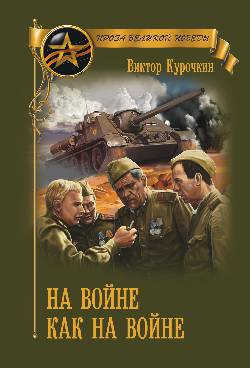 ПРОЗА ВЕЛИКОЙ ПОБЕДЫ
Виктор Курочкин
НА ВОЙНЕ
КАК НА ВОЙНЕ